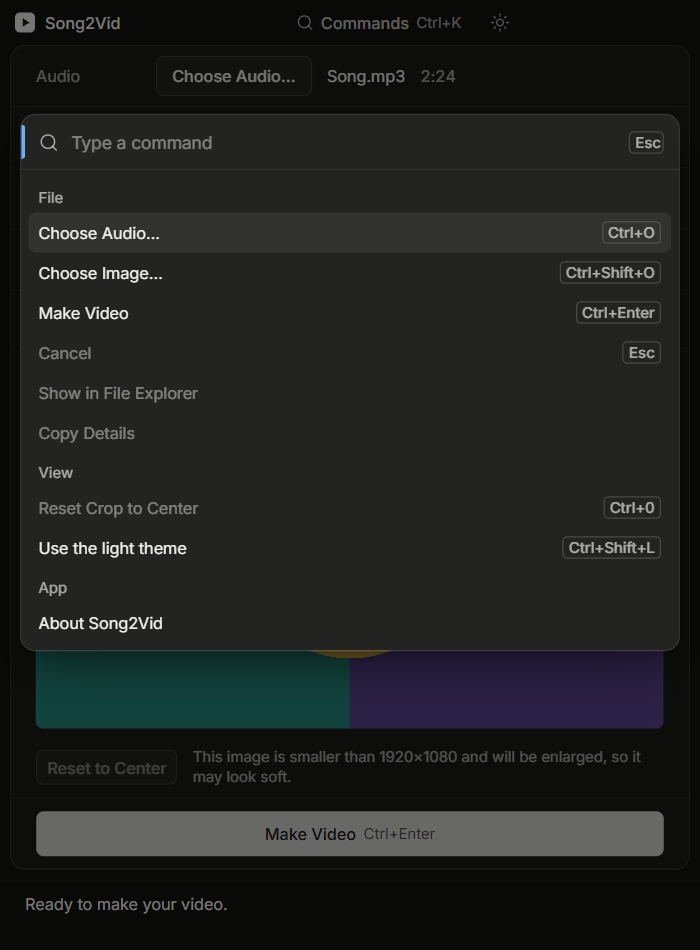 Song2Vid
Commands Ctrl+K
Audio
Choose Audio...
Song.mp3 2:24
Type a command
Esc
File
Choose Audio...
Ctrl+O
Choose Image...
Ctrl+Shift+O
Make Video
Ctrl+Enter
Cancel
Esc
Show in File Explorer
Copy Details
View
Reset Crop to Center
Ctrl+0
Use the light theme
Ctrl+Shift+L
App
About Song2Vid
Reset to Center
This image is smaller than 1920×1080 and will be enlarged, so it
may look soft.
Make Video Ctrl+Enter
Ready to make your video.